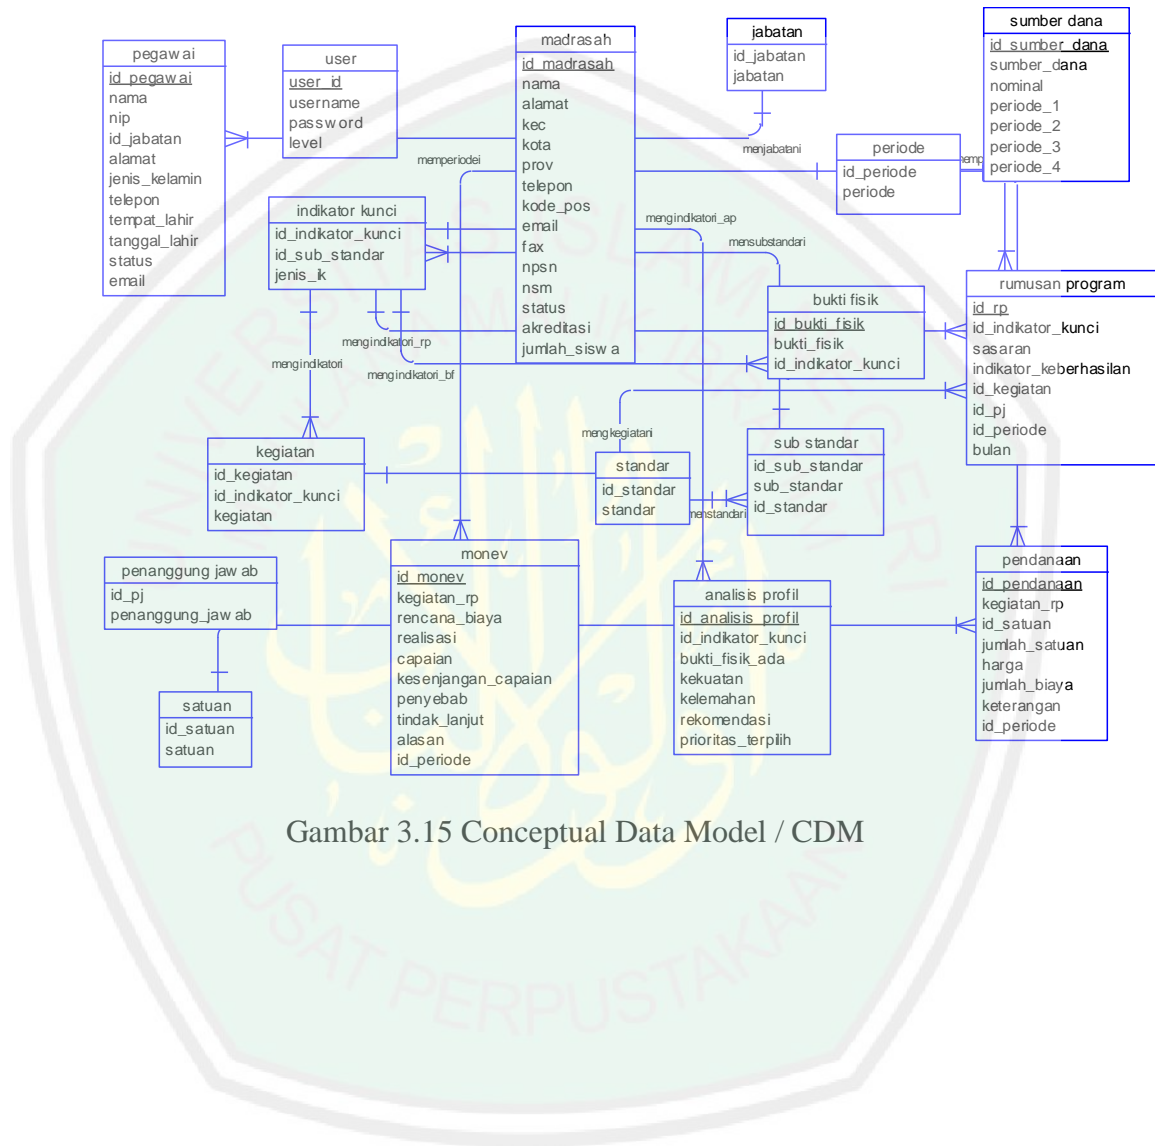 pegawai
id_pegawai
nama
nip
id_jabatan
alamat
jenis_kelamin
telepon
tempat_lahir
tanggal_lahir
status
email
user
user_id
username
password
level
madrasah
id_madrasah
nama
alamat
kec
kota
prov
telepon
kode_pos
email
fax
npsn
nsm
status
akreditasi
jumlah_siswa
jabatan
id_jabatan
jabatan
sumber dana
id_sumber_dana
sumber_dana
nominal
periode_1
periode_2
periode_3
periode_4
periode
id_periode
periode
menjabatani
memperiodei
mengindikatori_ap
mensubstandari
indikator kunci
id_indikator_kunci
id_sub_standar
jenis_ik
mengindikatori_rp
mengindikatori
mengindikatori_bf
bukti fisik
id_bukti_fisik
bukti_fisik
id_indikator_kunci
rumusan program
id_rp
id_indikator_kunci
sasaran
indikator_keberhasilan
id_kegiatan
id_pj
id_periode
bulan
mengkegiatani
kegiatan
id_kegiatan
id_indikator_kunci
kegiatan
standar
id_standar
standar
menstandari
sub standar
id_sub_standar
sub_standar
id_standar
penanggung jawab
id_pj
penanggung_jawab
satuan
id_satuan
satuan
monev
id_monev
kegiatan_rp
rencana_biaya
realisasi
capaian
kesenjangan_capaian
penyebab
tindak_lanjut
alasan
id_periode
analisis profil
id_analisis_profil
id_indikator_kunci
bukti_fisik_ada
kekuatan
kelemahan
rekomendasi
prioritas_terpilih
pendanaan
id_pendanaan
kegiatan_rp
id_satuan
jumlah_satuan
harga
jumlah_biaya
keterangan
id_periode
Gambar 3.15 Conceptual Data Model / CDM
PUSAT PERPUSTAKAAN